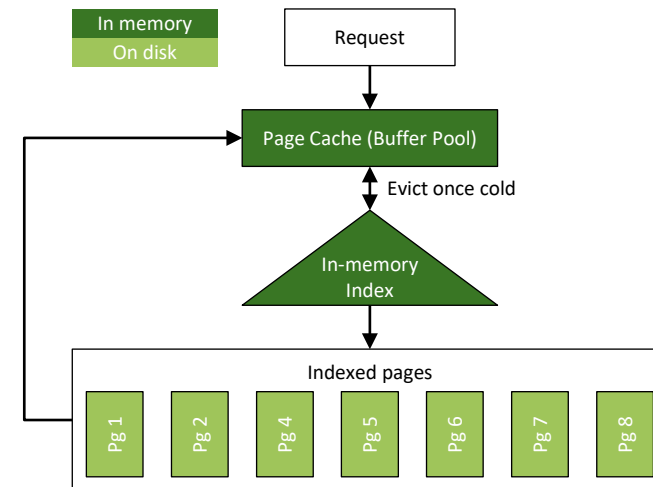 In memory
On disk
Request
Page Cache (Buffer Pool)
Evict once cold
In-memory
Index
Indexed pages
Pg 1
Pg 2
Pg 4
Pg 5
Pg 6
Pg 7
Pg 8